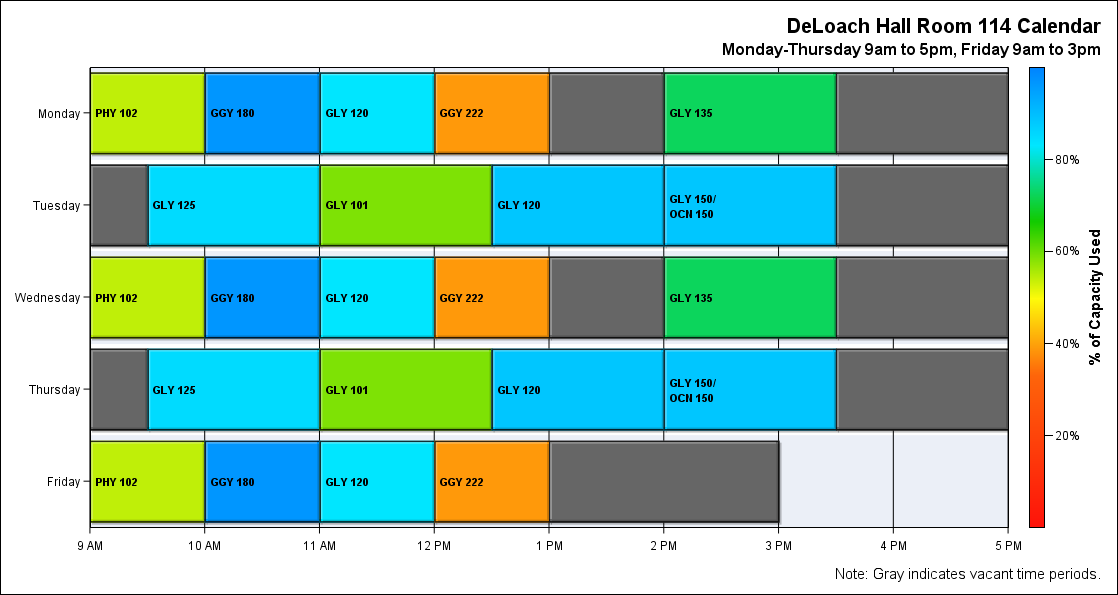 DeLoach Hall Room 114 Calendar
Monday-Thursday 9am to 5pm, Friday 9am to 3pm
Monday
PHY 102
GGY 180
GLY 120
GGY 222
GLY 135
Tuesday
GLY 125
GLY 101
GLY 120
GLY 150/
OCN 150
Wednesday
PHY 102
GGY 180
GLY 120
GGY 222
GLY 135
Thursday
GLY 125
GLY 101
GLY 120
GLY 150/
OCN 150
Friday
PHY 102
GGY 180
GLY 120
GGY 222
9 AM
10 AM
11 AM
12 PM
1 PM
2 PM
3 PM
4 PM
5 PM
80%
60%
40%
20%
% of Capacity Used
Note: Gray indicates vacant time periods.